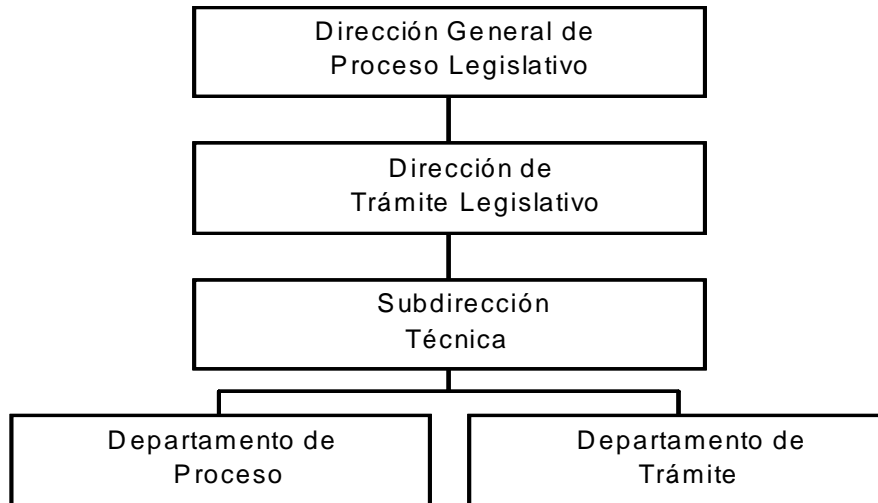 Dirección General de
Proceso Legislativo
Dirección de
Trámite Legislativo
Subdirección
Técnica
Departamento de
Proceso
Departamento de
Trámite